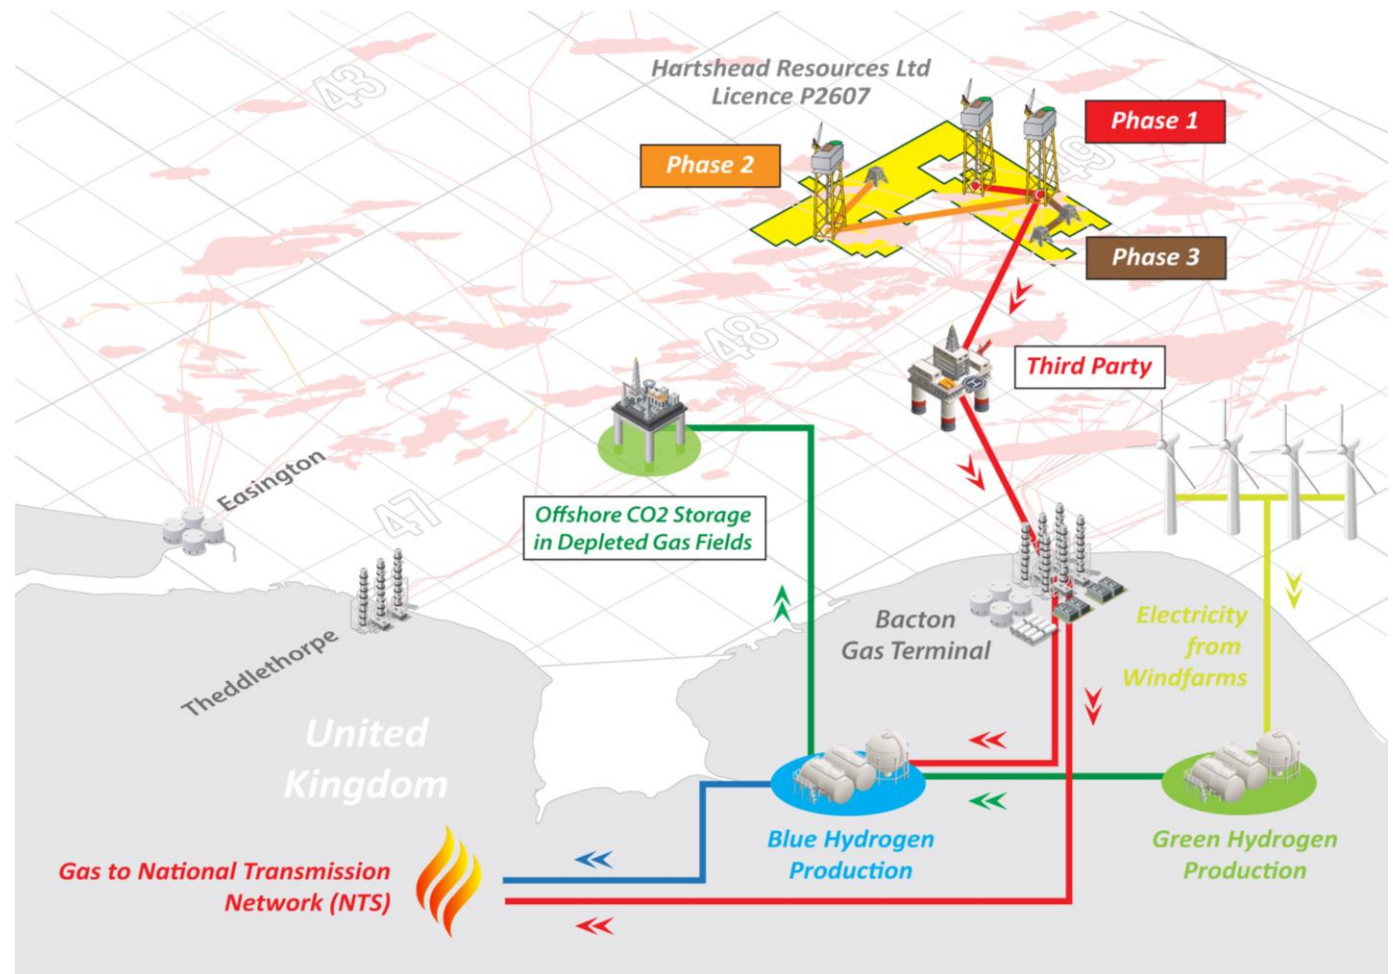 43
Hartshead Resources Ltd
Licence P2607
Phase 1
49
Phase 2
Phase 3
48
Third Party
Easington
47
Offshore CO2 Storage
in Depleted Gas Fields
Theddlethorpe
Bacton
Gas Terminal
Electricity
from
Windfarms
United
Kingdom
Blue Hydrogen
Production
Green Hydrogen
Production
Gas to National Transmission
Network (NTS)